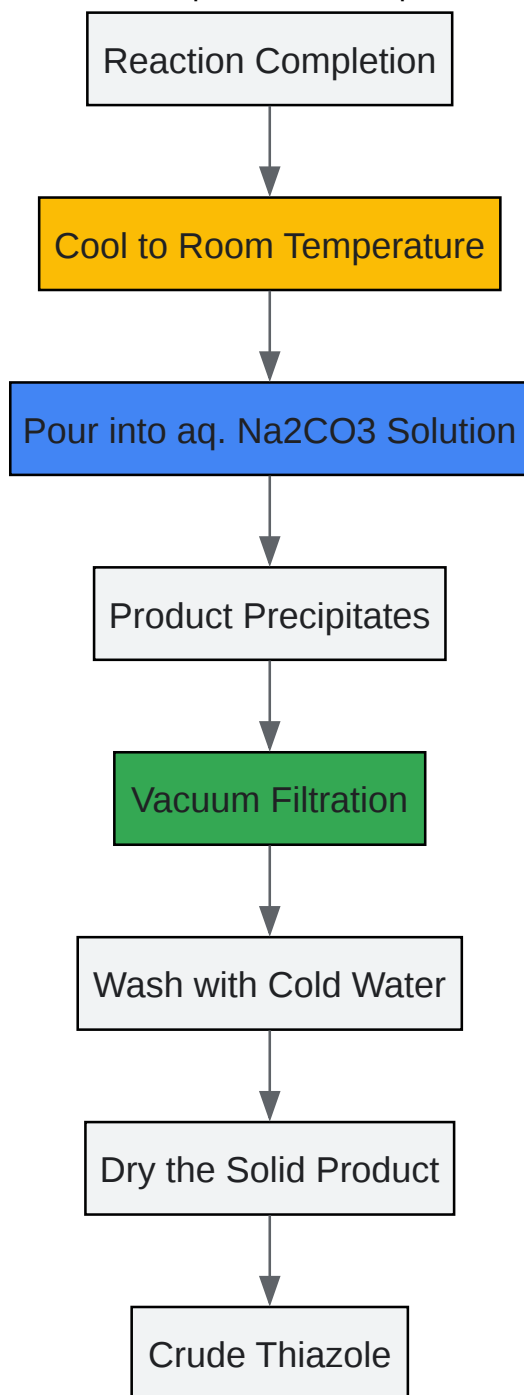 Reaction Completion
Cool to Room Temperature
Pour into aq. Na2CO3 Solution
Product Precipitates
Vacuum Filtration
Wash with Cold Water
Dry the Solid Product
Crude Thiazole